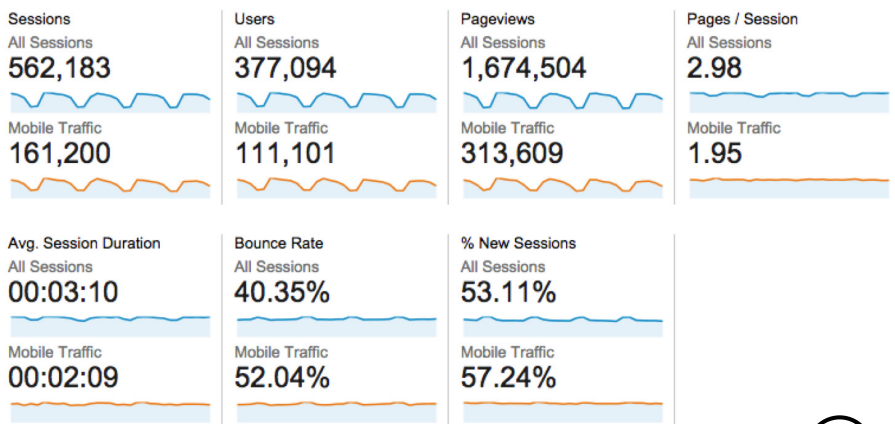 Sessions
All Sessions
562,183
Mobile Traffic
161,200
Users
All Sessions
377,094
Mobile Traffic
111,101
Pageviews
All Sessions
1,674,504
Mobile Traffic
313,609
Pages / Session
All Sessions
2.98
Mobile Traffic
1.95
Avg. Session Duration
All Sessions
00:03:10
Mobile Traffic
00:02:09
Bounce Rate
All Sessions
40.35%
Mobile Traffic
52.04%
% New Sessions
All Sessions
53.11%
Mobile Traffic
57.24%